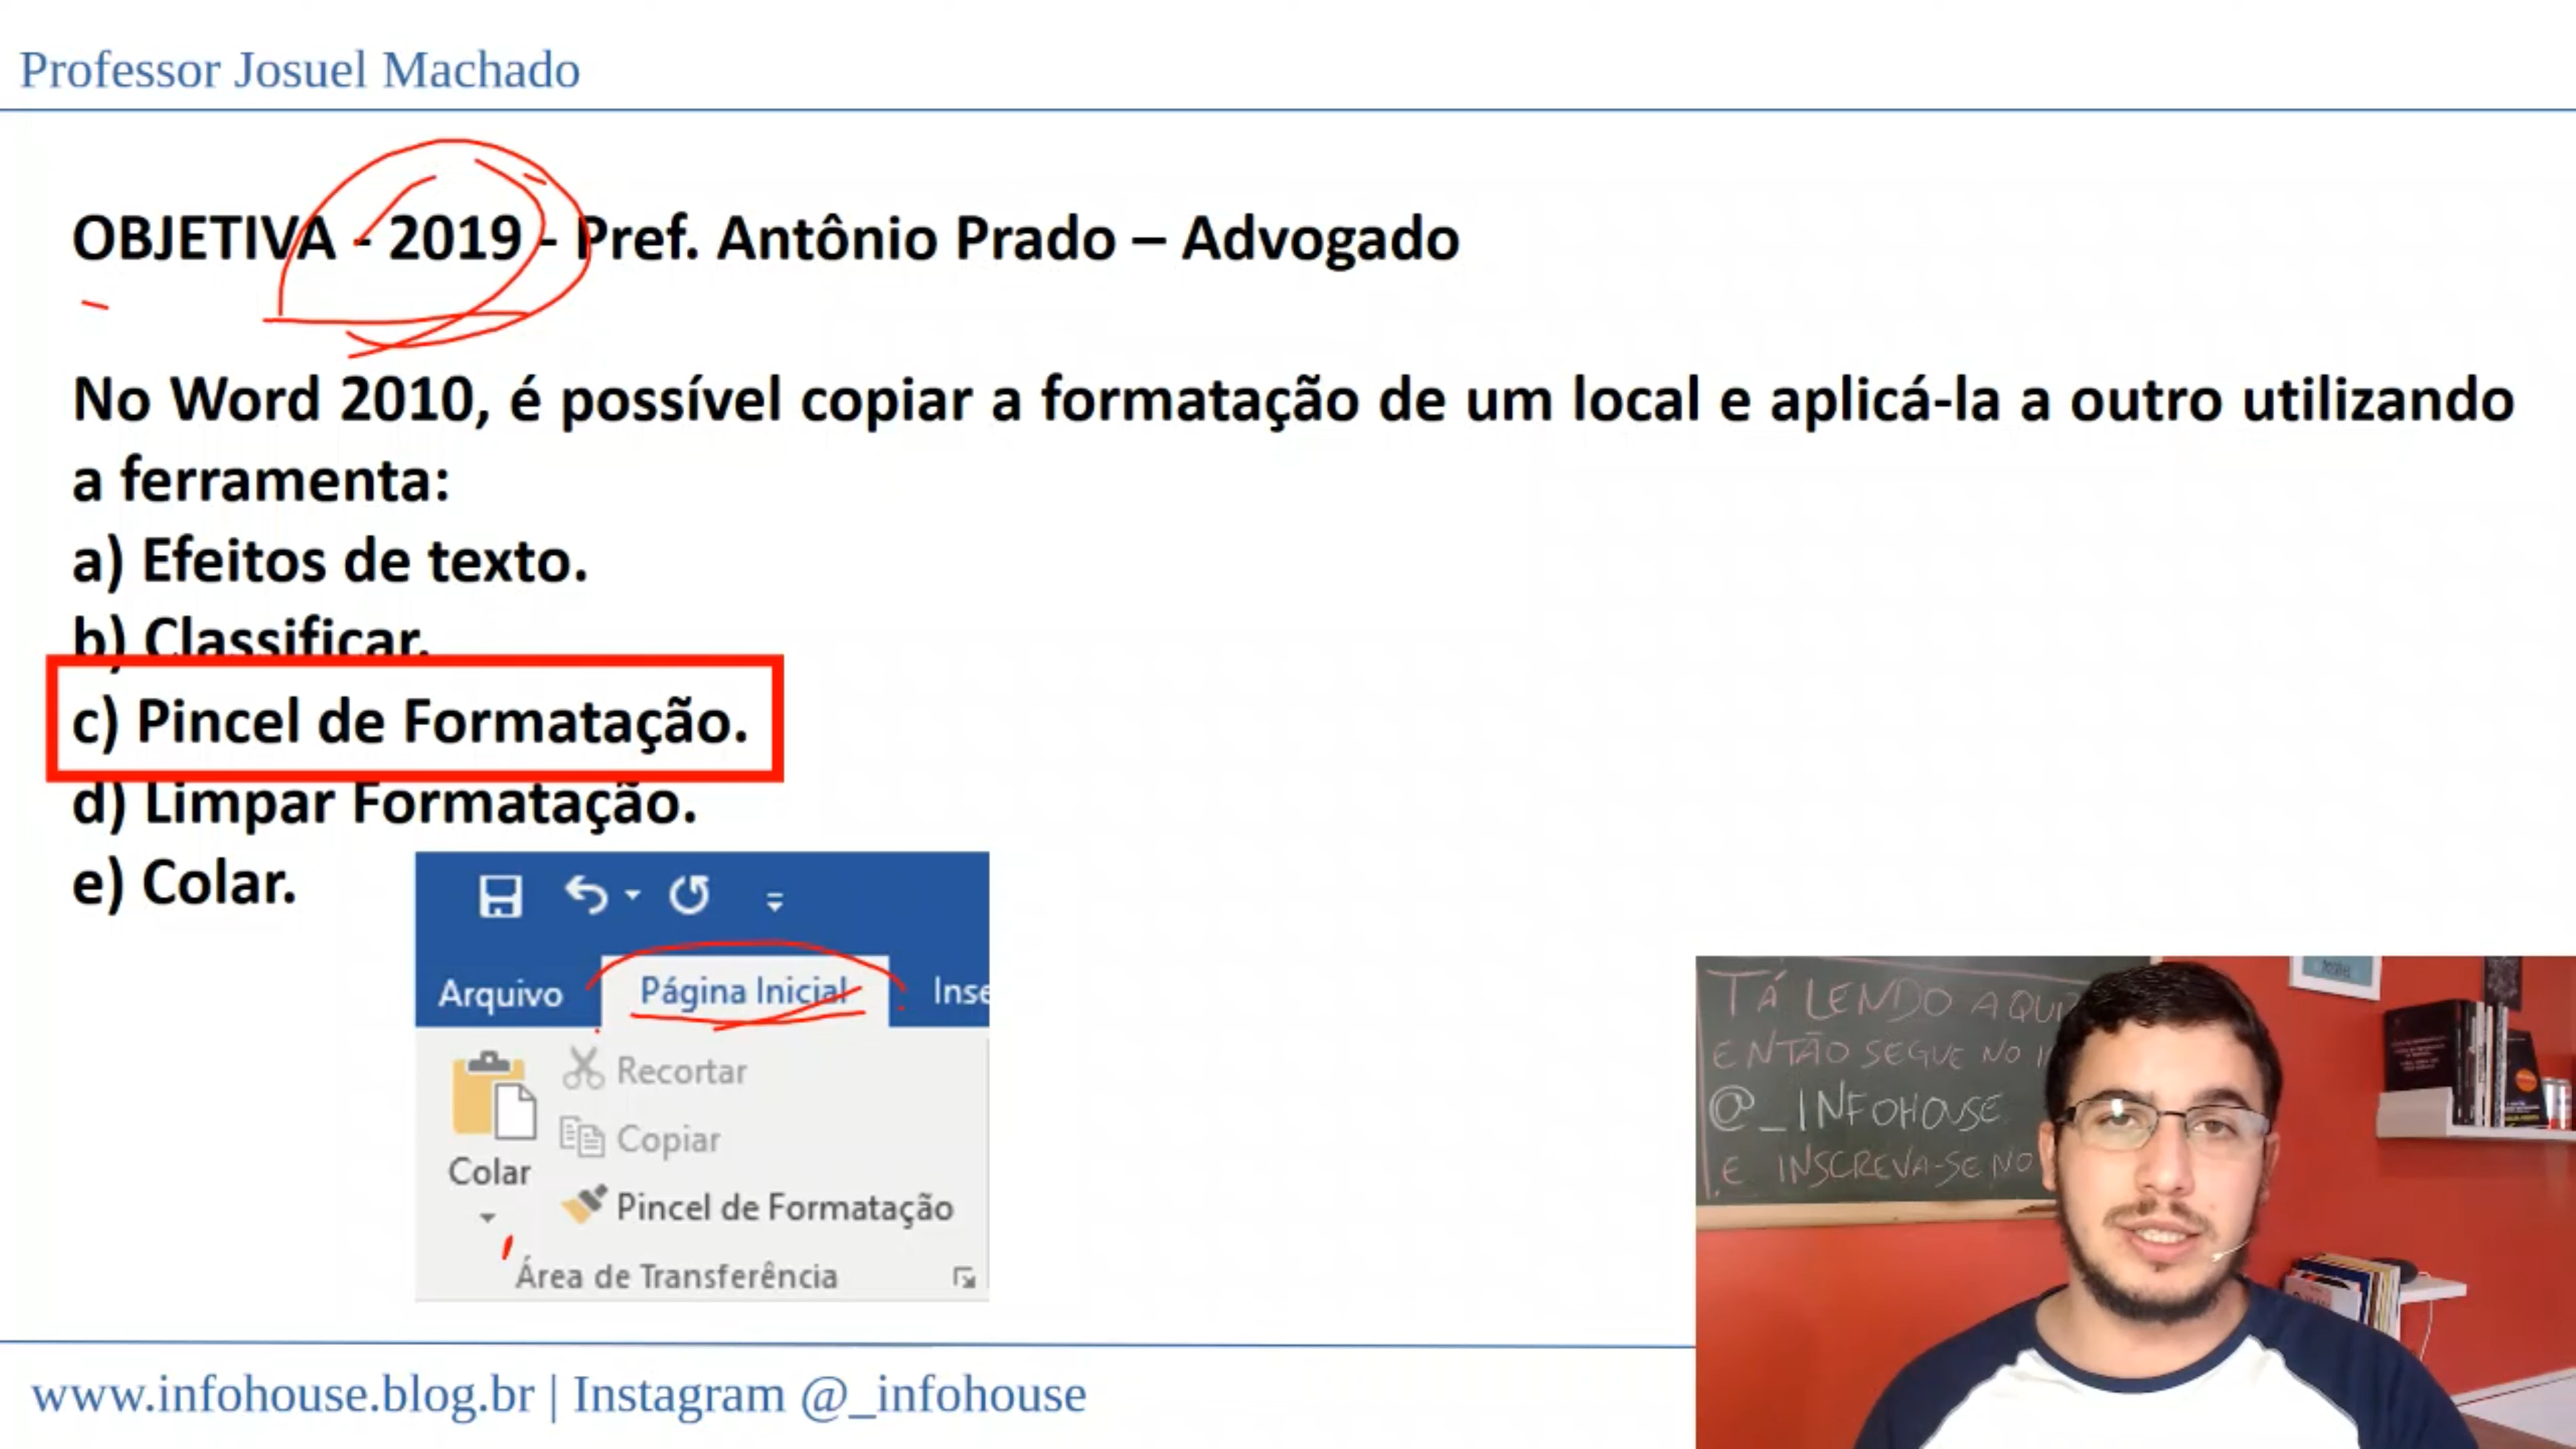 Professor Josuel Machado
OBJETIVA - 2019 - Pref. Antônio Prado – Advogado
No Word 2010, é possível copiar a formatação de um local e aplicá-la a outro utilizando
a ferramenta:
a) Efeitos de texto.
b) Classificar.
c) Pincel de Formatação.
d) Limpar Formatação.
e) Colar.
Arquivo Página Inicial Inse
Recortar
Copiar
Colar
Pincel de Formatação
Área de Transferência
TÁ LENDO AQUI
ENTÃO SEGUE NO
@_INFOHOUSE
E INSCREVA-SE NO
www.infohouse.blog.br | Instagram @_infohouse